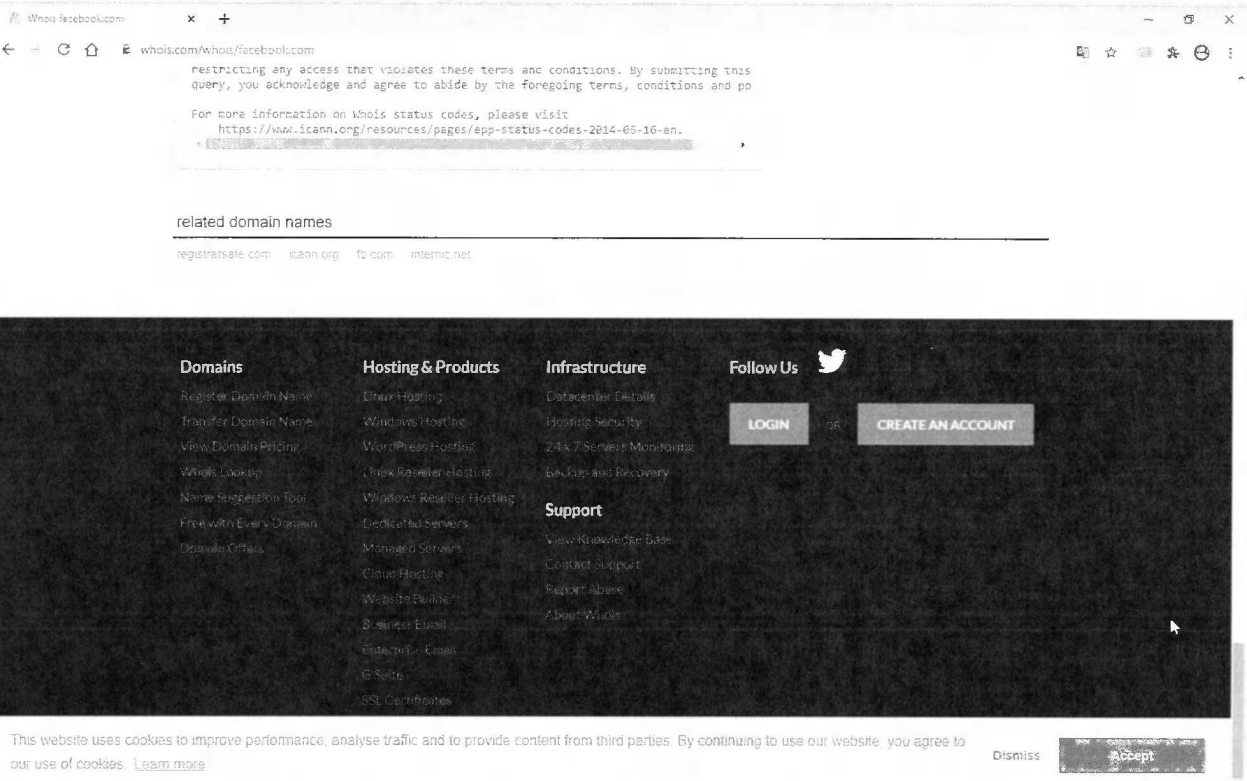 Whois facebook.com
whois.com/whois/facebook.com
restricting any access that violates these terms and conditions. By submitting this
query, you acknowledge and agree to abide by the foregoing terms, conditions and po
For more information on Whois status codes, please visit
https://www.icann.org/resources/pages/epp-status-codes-2014-06-16-en.
related domain names
registrarsafe.com icann.org fb.com internic.net
Domains
Register Domain Name
Transfer Domain Name
View Domain Pricing
Whois Lookup
Name Suggestion Tool
Free with Every Domain
Domain Offers
Hosting & Products
Linux Hosting
Windows Hosting
WordPress Hosting
Linux Reseller Hosting
Windows Reseller Hosting
Dedicated Servers
Managed Servers
Cloud Hosting
Website Builder
Business Email
Enterprise Email
G Suite
SSL Certificates
Infrastructure
Datacenter Details
Hosting Security
24 x 7 Servers Monitoring
Backup and Recovery
Support
View Knowledge Base
Contact Support
Report Abuse
About Whois
Follow Us
LOGIN OR CREATE AN ACCOUNT
This website uses cookies to improve performance, analyse traffic and to provide content from third parties. By continuing to use our website, you agree to
our use of cookies. Learn more
Dismiss Accept